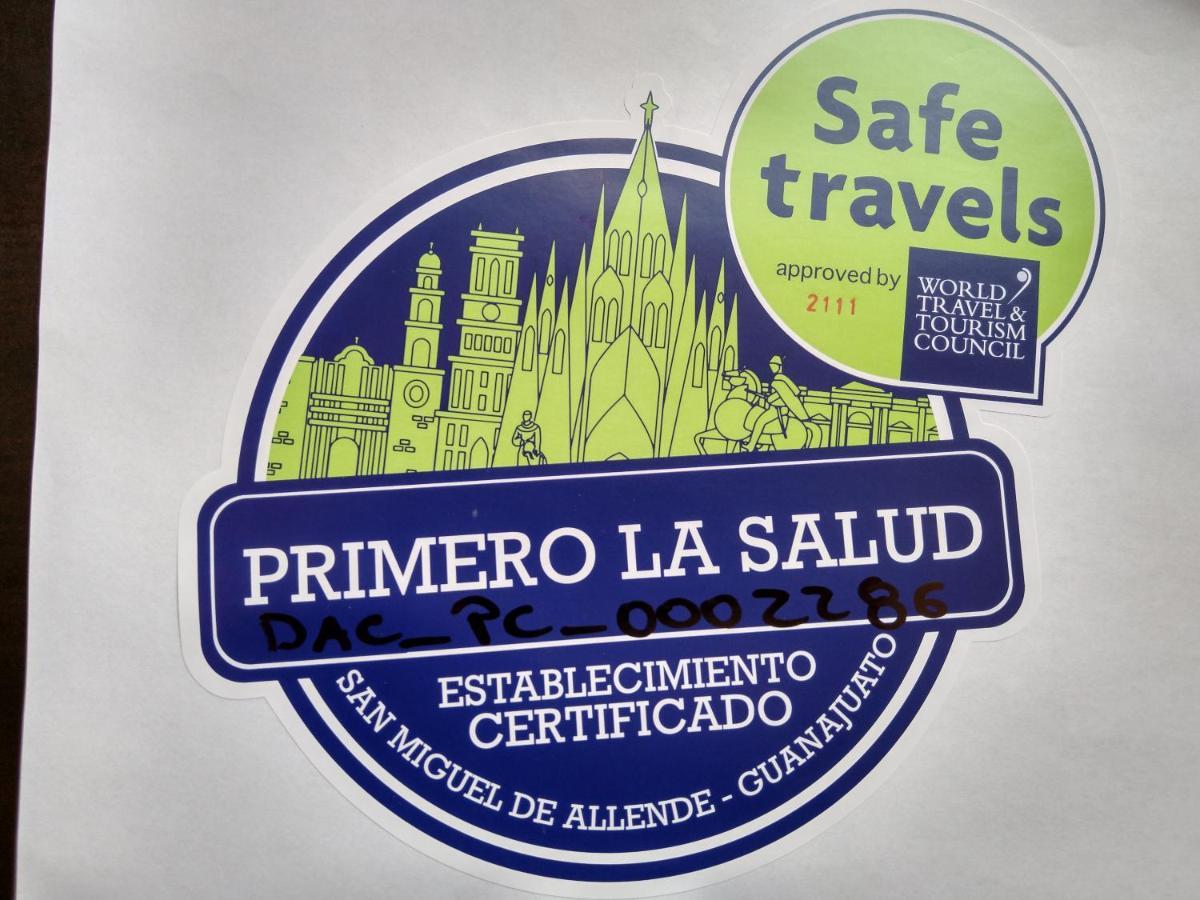 Safe
travels
approved by
2111
WORLD
TRAVEL &
TOURISM
COUNCIL
PRIMERO LA SALUD
DAC_PC_0002286
ESTABLECIMIENTO
CERTIFICADO
SAN MIGUEL DE ALLENDE - GUANAJUATO